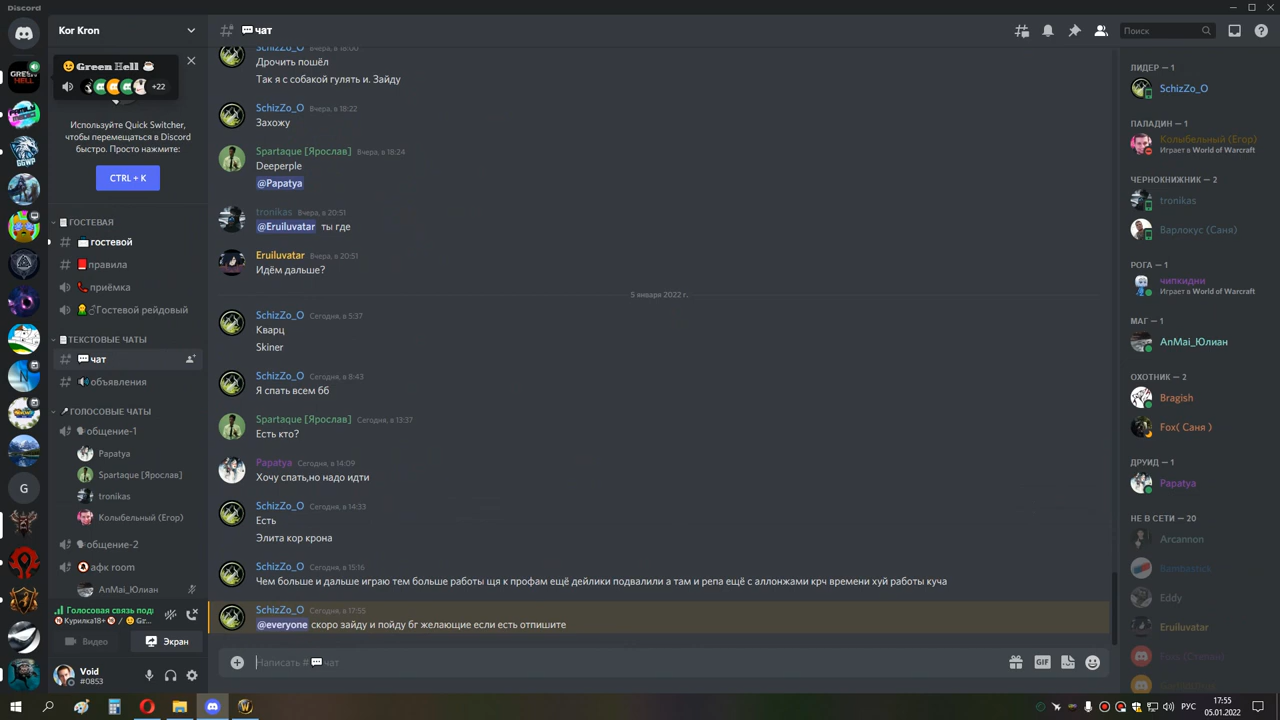 Discord
Kor Kron
😉 Green Hell ☕
+22
Используйте Quick Switcher,
чтобы перемещаться в Discord
быстро. Просто нажмите:
CTRL + K
ГОСТЕВАЯ
гостевой
правила
приёмка
Гостевой рейдовый
ТЕКСТОВЫЕ ЧАТЫ
чат
объявления
ГОЛОСОВЫЕ ЧАТЫ
общение-1
Papatya
Spartaque [Ярослав]
tronikas
Колыбельный (Егор)
общение-2
афк room
AnMai_Юлиан
Голосовая связь под
Курилка18+
Видео
Экран
Void
#0853
G
GREEN
HELL
GGWP
чат
Поиск
SchizZo_O Вчера, в 18:00
Дрочить пошёл
Так я с собакой гулять и. Зайду
SchizZo_O Вчера, в 18:22
Захожу
Spartaque [Ярослав] Вчера, в 18:24
Deeperple
@Papatya
tronikas Вчера, в 20:51
@Eruiluvatar ты где
Eruiluvatar Вчера, в 20:51
Идём дальше?
5 января 2022 г.
SchizZo_O Сегодня, в 5:37
Кварц
Skiner
SchizZo_O Сегодня, в 8:43
Я спать всем бб
Spartaque [Ярослав] Сегодня, в 13:37
Есть кто?
Papatya Сегодня, в 14:09
Хочу спать,но надо идти
SchizZo_O Сегодня, в 14:33
Есть
Элита кор крона
SchizZo_O Сегодня, в 15:16
Чем больше и дальше играю тем больше работы щя к профам ещё дейлики подвалили а там и репа ещё с аллонжами крч времени хуй работы куча
SchizZo_O Сегодня, в 17:55
@everyone скоро зайду и пойду бг желающие если есть отпишите
Написать #💬чат
GIF
ЛИДЕР — 1
SchizZo_O
ПАЛАДИН — 1
Колыбельный (Егор)
Играет в World of Warcraft
ЧЕРНОКНИЖНИК — 2
tronikas
Варлокус (Саня)
РОГА — 1
чипкидни
Играет в World of Warcraft
МАГ — 1
AnMai_Юлиан
ОХОТНИК — 2
Bragish
Fox( Саня )
ДРУИД — 1
Papatya
НЕ В СЕТИ — 20
Arcannon
Bambastick
Eddy
Eruiluvatar
РУС
17:55
05.01.2022